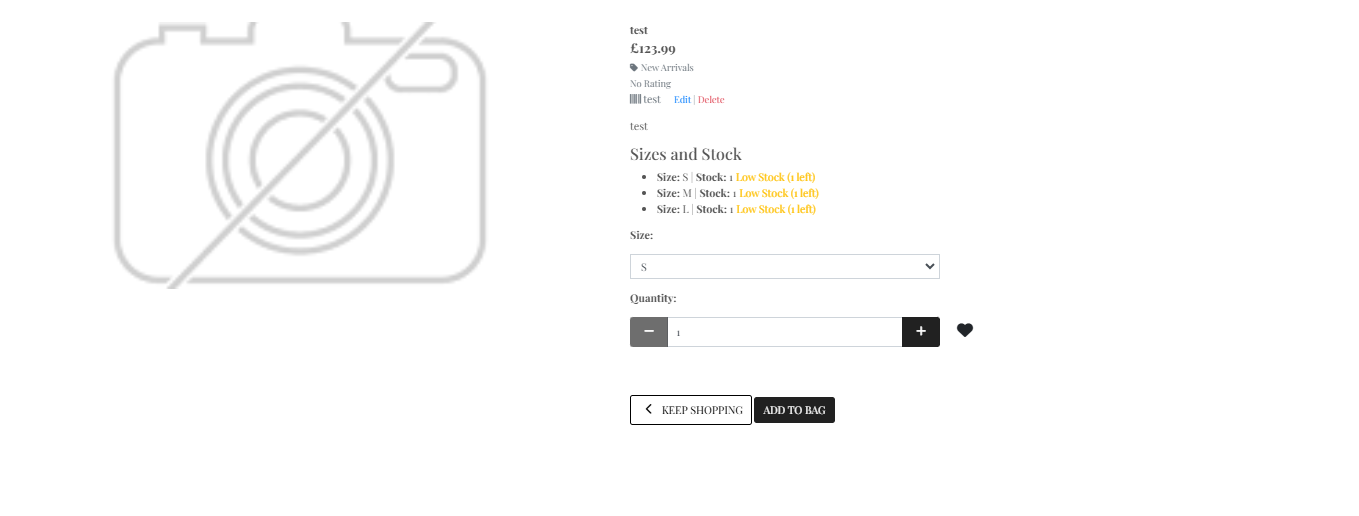 test
£123.99
New Arrivals
No Rating
test Edit | Delete
test
Sizes and Stock
Size: S | Stock: 1 Low Stock (1 left)
Size: M | Stock: 1 Low Stock (1 left)
Size: L | Stock: 1 Low Stock (1 left)
Size:
S
Quantity:
1
KEEP SHOPPING ADD TO BAG